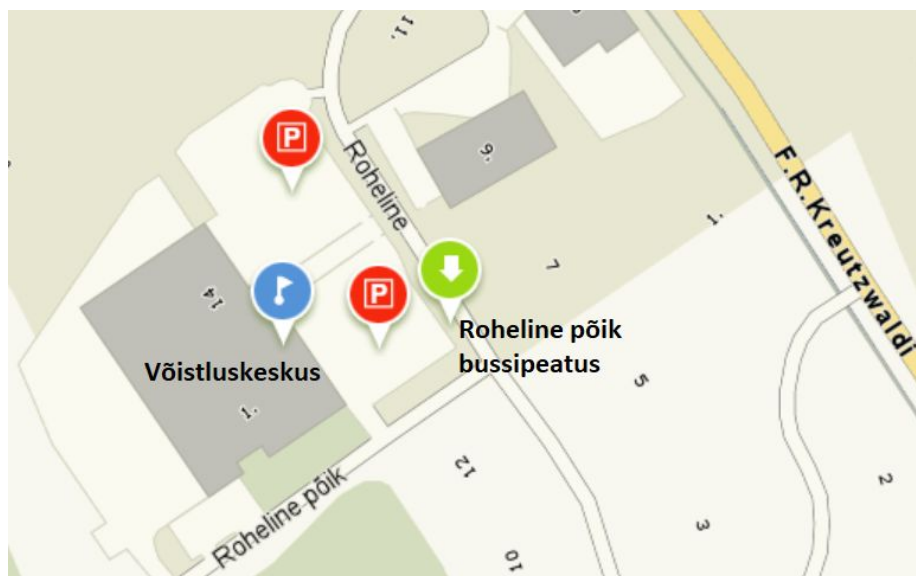 11.
P
Roheline
9.
F.R.Kreutzwaldi
1.
7
14
P
Roheline põik
bussipeatus
Võistluskeskus
5
1.
12
2
Roheline põik
3
10